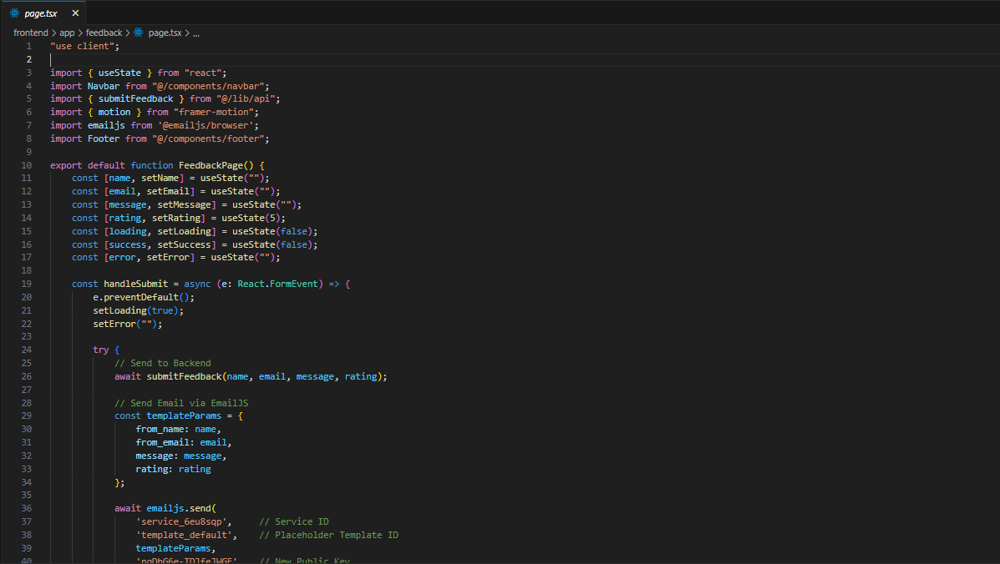 page.tsx
frontend > app > feedback > page.tsx > ...
1 "use client";
2
3 import { useState } from "react";
4 import Navbar from "@/components/navbar";
5 import { submitFeedback } from "@/lib/api";
6 import { motion } from "framer-motion";
7 import emailjs from '@emailjs/browser';
8 import Footer from "@/components/footer";
9
10 export default function FeedbackPage() {
11 const [name, setName] = useState("");
12 const [email, setEmail] = useState("");
13 const [message, setMessage] = useState("");
14 const [rating, setRating] = useState(5);
15 const [loading, setLoading] = useState(false);
16 const [success, setSuccess] = useState(false);
17 const [error, setError] = useState("");
18
19 const handleSubmit = async (e: React.FormEvent) => {
20 e.preventDefault();
21 setLoading(true);
22 setError("");
23
24 try {
25 // Send to Backend
26 await submitFeedback(name, email, message, rating);
27
28 // Send Email via EmailJS
29 const templateParams = {
30 from_name: name,
31 from_email: email,
32 message: message,
33 rating: rating
34 };
35
36 await emailjs.send(
37 'service_6eu8sqp', // Service ID
38 'template_default', // Placeholder Template ID
39 templateParams,
40 // New Public Key